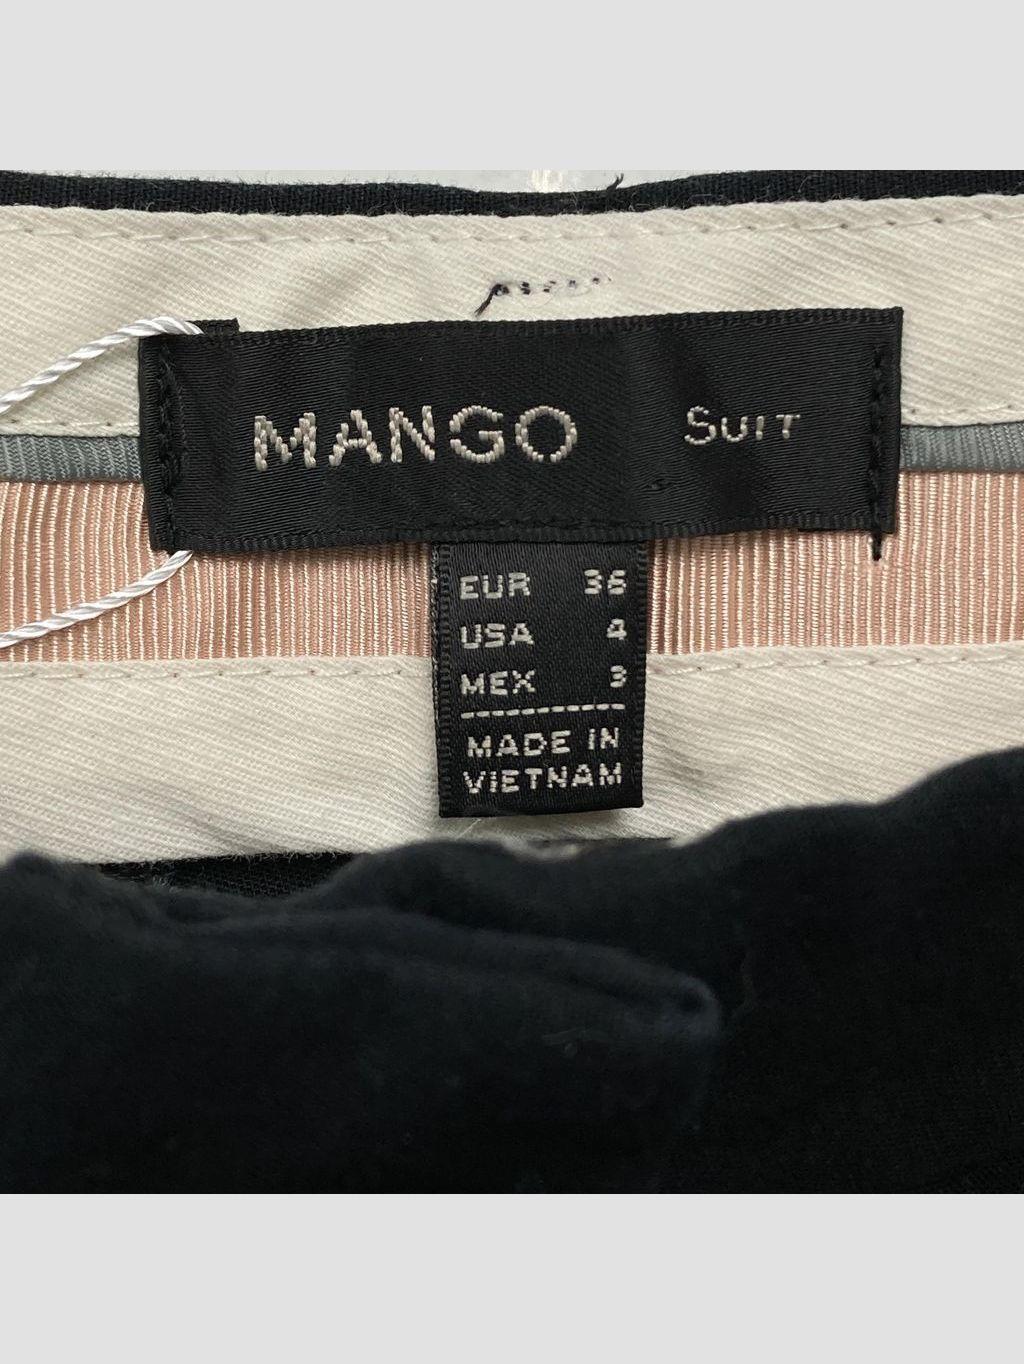 MANGO SUIT
EUR 36
USA 4
MEX 3
MADE IN
VIETNAM